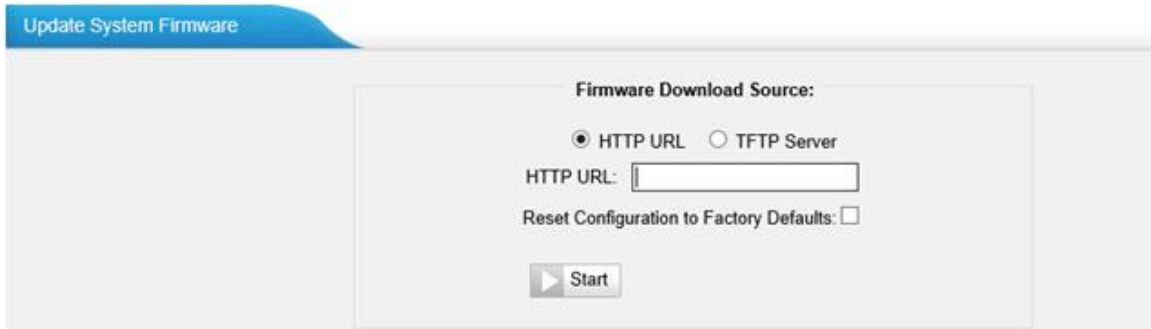 Update System Firmware
Firmware Download Source:
HTTP URL TFTP Server
HTTP URL:
Reset Configuration to Factory Defaults:
Start